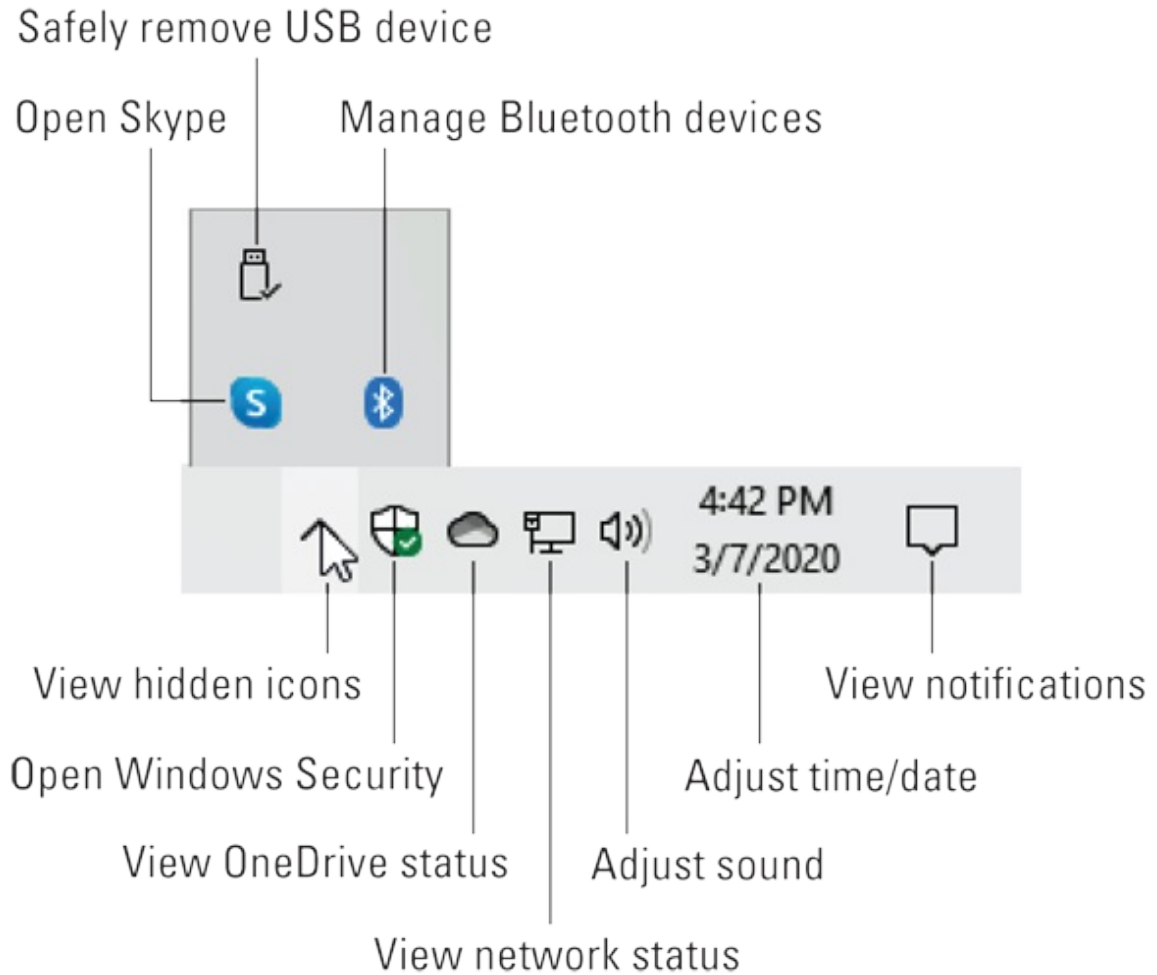 Safely remove USB device
Open Skype
Manage Bluetooth devices
S
4:42 PM
3/7/2020
View hidden icons
View notifications
Open Windows Security
Adjust time/date
View OneDrive status
Adjust sound
View network status